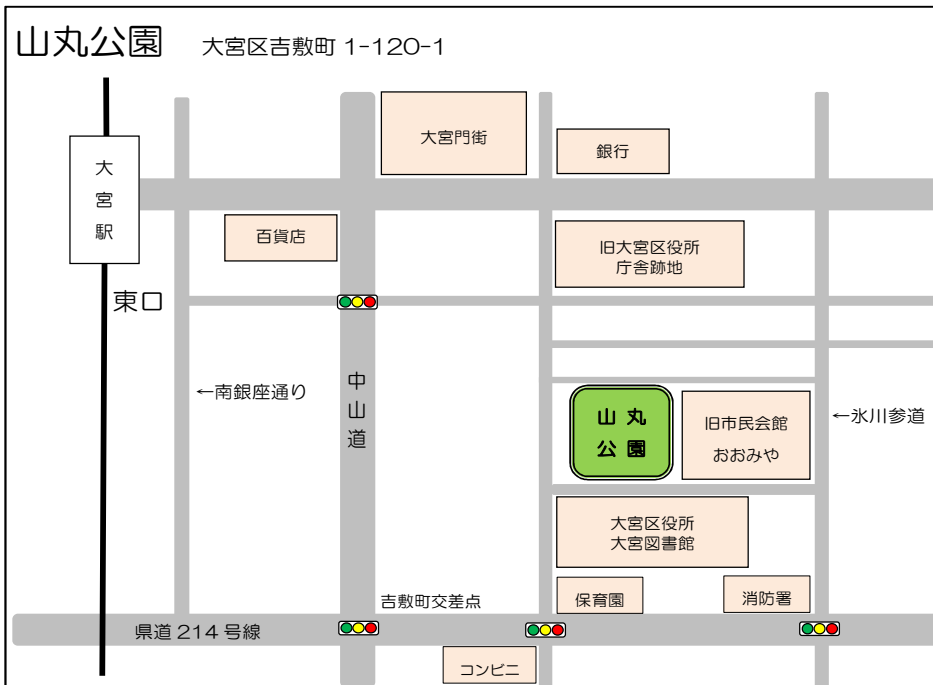 山丸公園　大宮区吉敷町 1-120-1
大宮門街
銀行
大宮駅
百貨店
旧大宮区役所
庁舎跡地
東口
←南銀座通り
中山道
山 丸
公 園
旧市民会館
おおみや
←氷川参道
大宮区役所
大宮図書館
吉敷町交差点
保育園
消防署
県道 214 号線
コンビニ